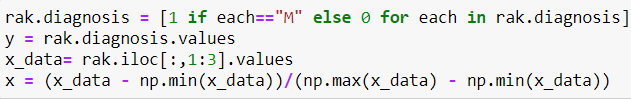 rak.diagnosis = [1 if each=="M" else 0 for each in rak.diagnosis]
y = rak.diagnosis.values
x_data= rak.iloc[:,1:3].values
x = (x_data - np.min(x_data))/(np.max(x_data) - np.min(x_data))